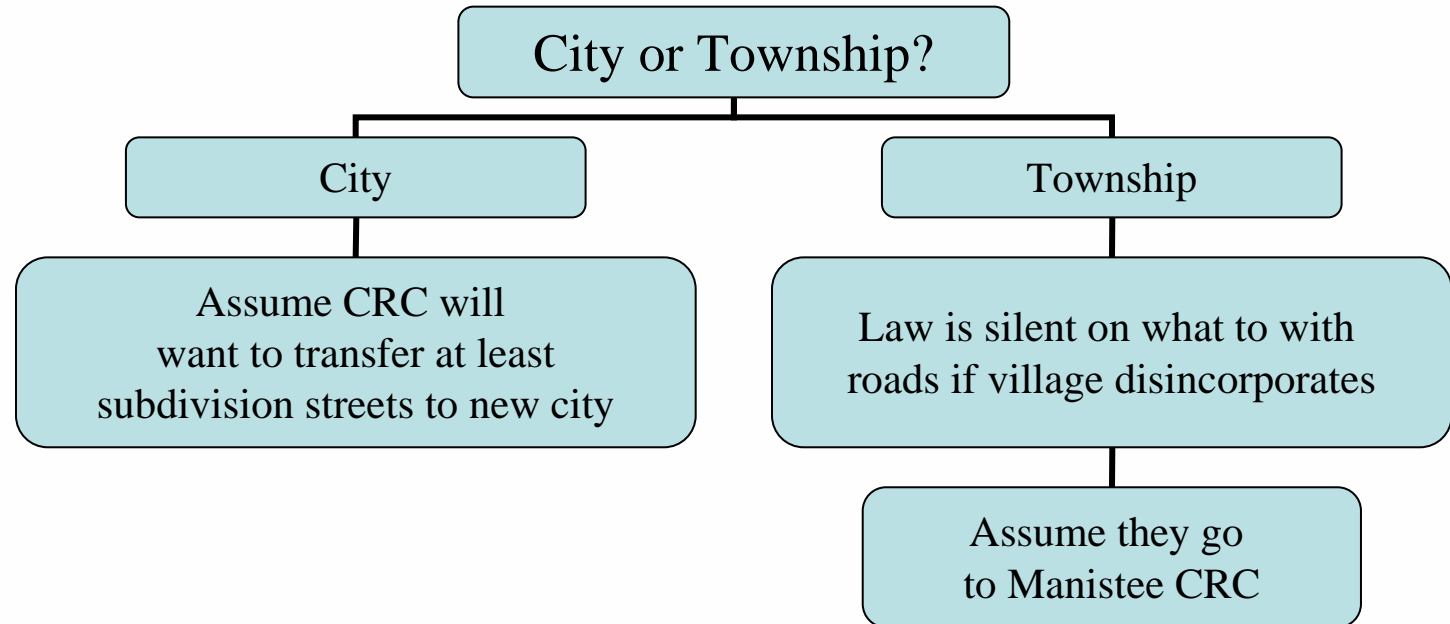 City or Township?
City
Township
Assume CRC will
want to transfer at least
subdivision streets to new city
Law is silent on what to with
roads if village disincorporates
Assume they go
to Manistee CRC